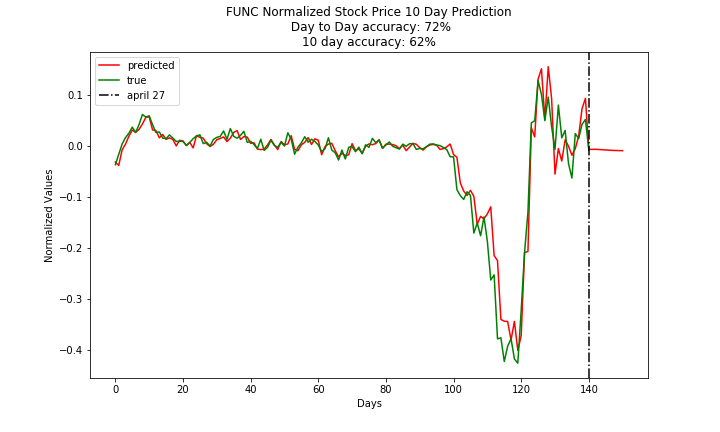 FUNC Normalized Stock Price 10 Day Prediction
Day to Day accuracy: 72%
10 day accuracy: 62%
predicted
true
april 27
Normalized Values
0.1
0.0
−0.1
−0.2
−0.3
−0.4
0 20 40 60 80 100 120 140
Days